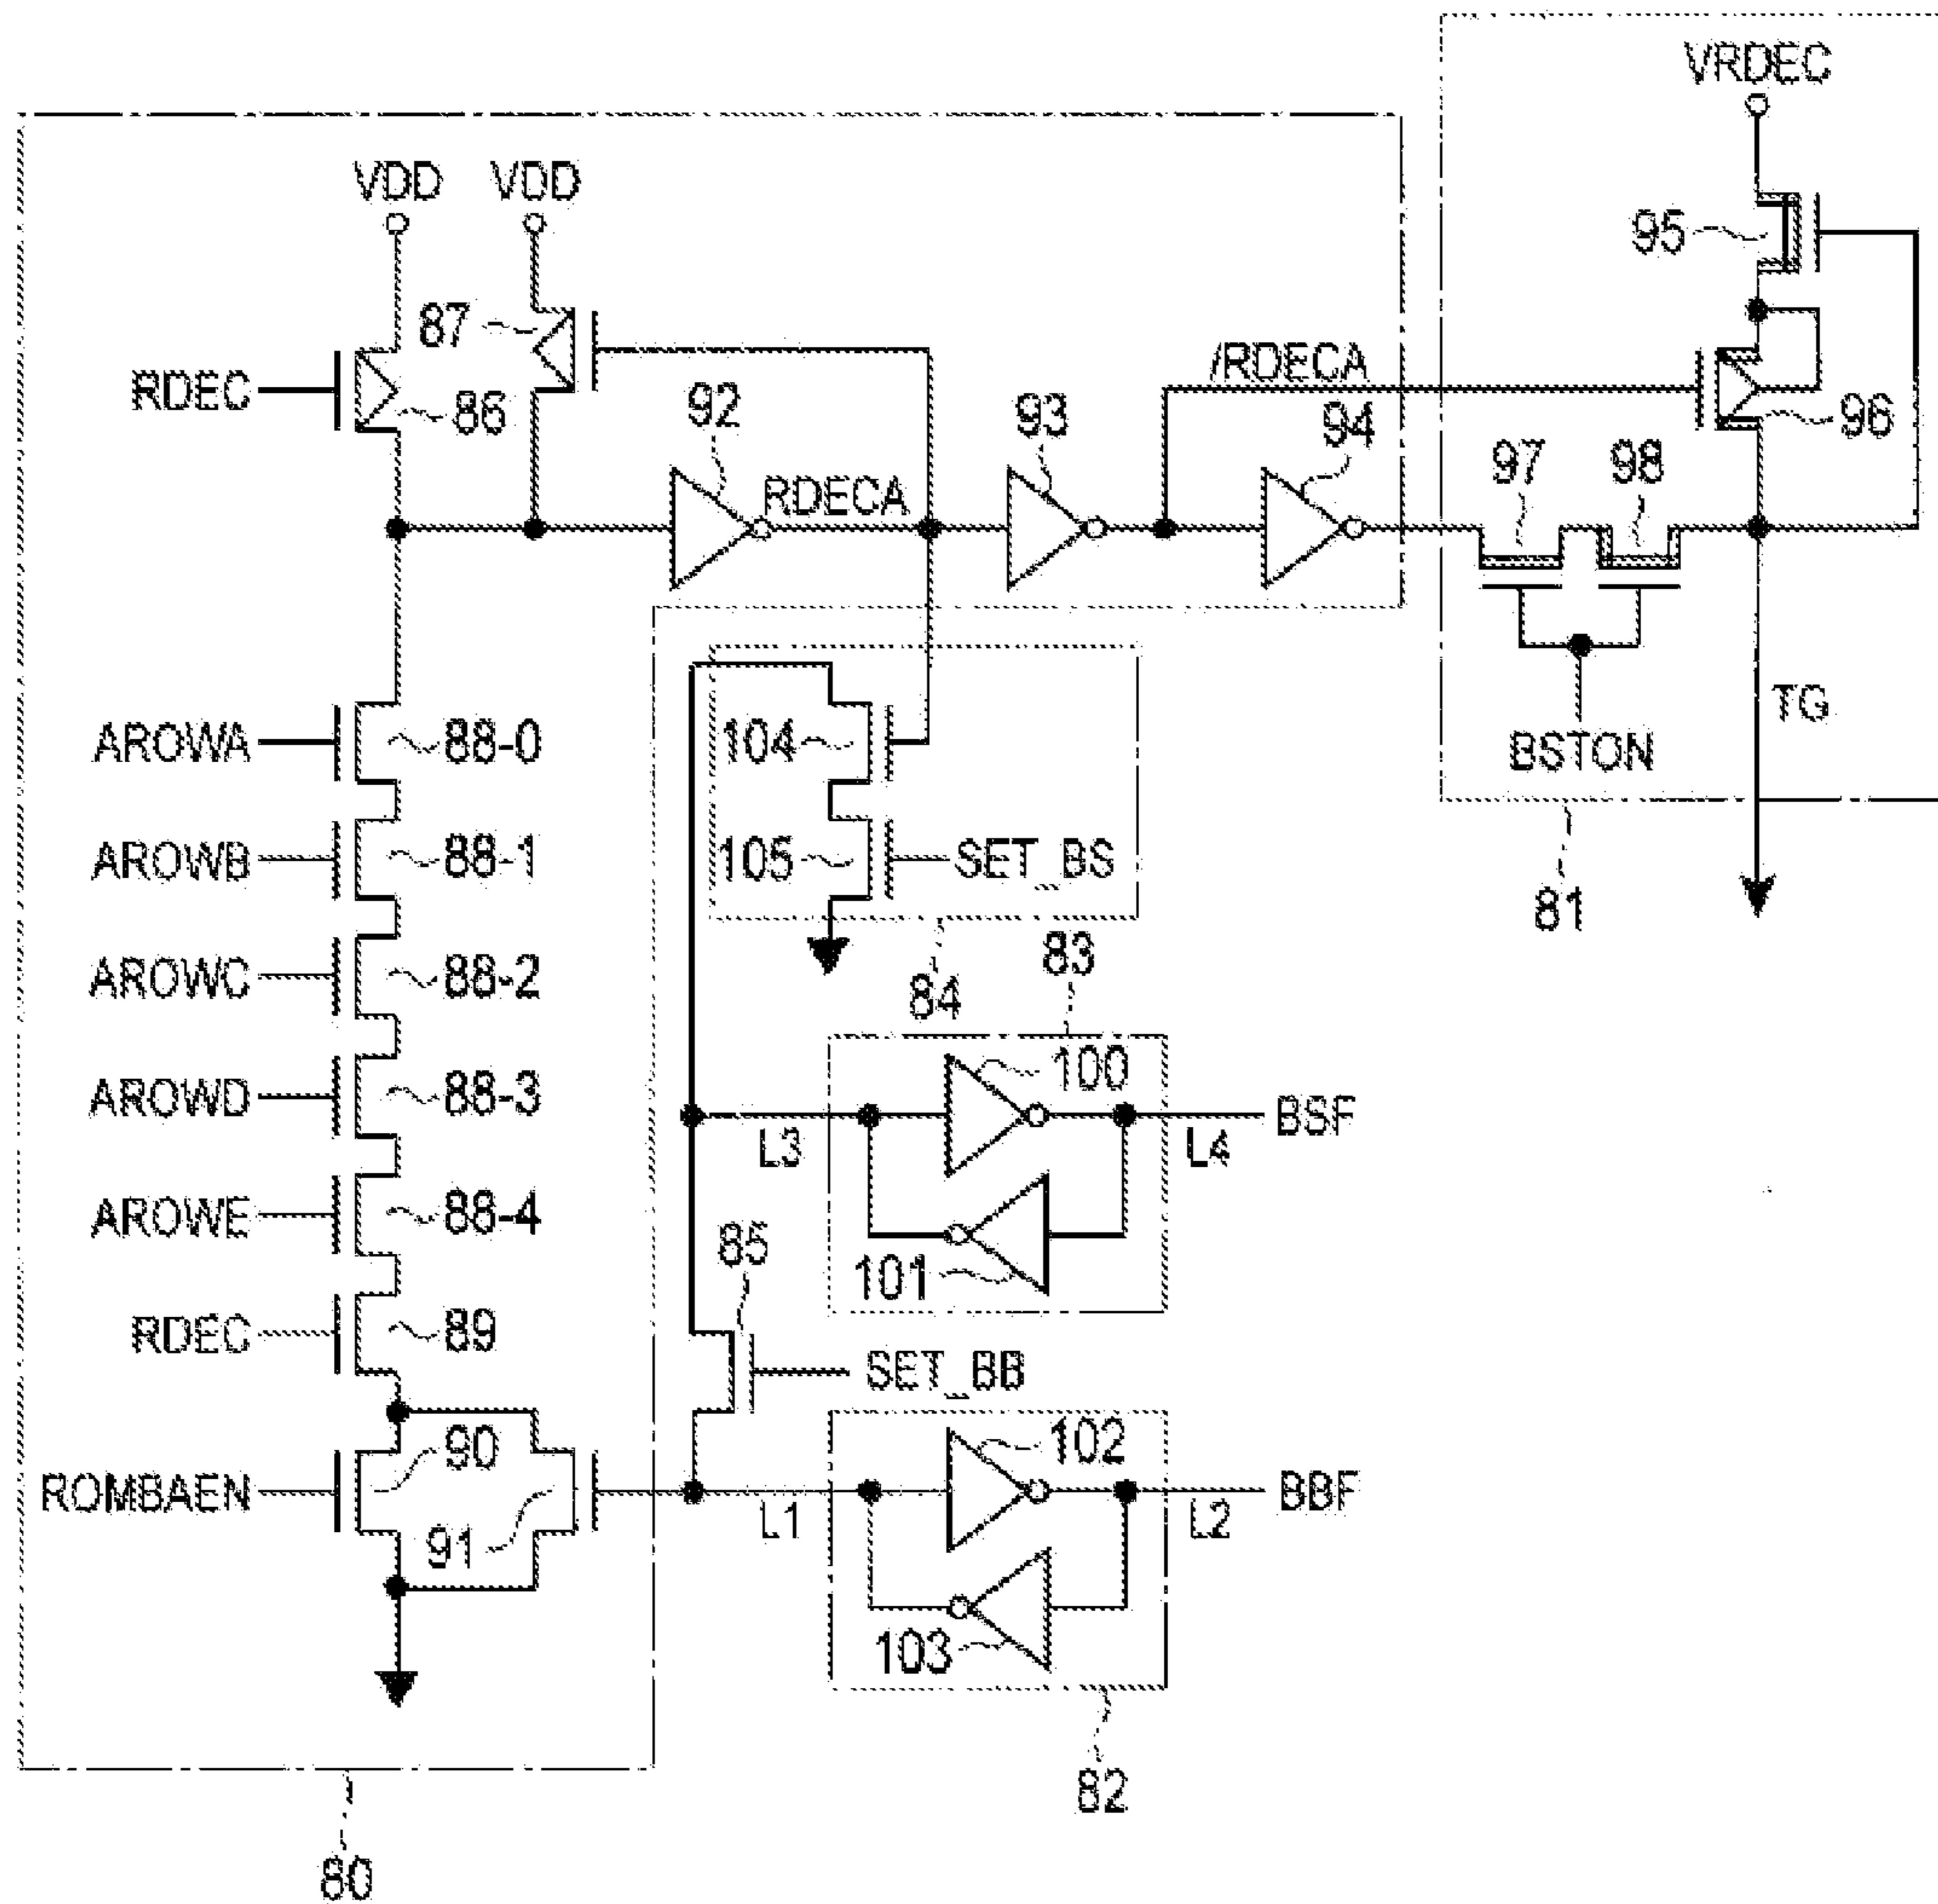 VRDEC
VDD VDD
95
87
RDEC
86
92
/RDECA
93
94
96
RDECA
97
98
AROWA
88-0
104
TG
BSTON
AROWB
88-1
105
SET_BS
81
AROWC
88-2
84
83
100
AROWD
88-3
L3
L4
BSF
AROWE
88-4
85
101
RDEC
89
SET_BB
90
102
ROMBAEN
91
L1
L2
BBF
103
82
80